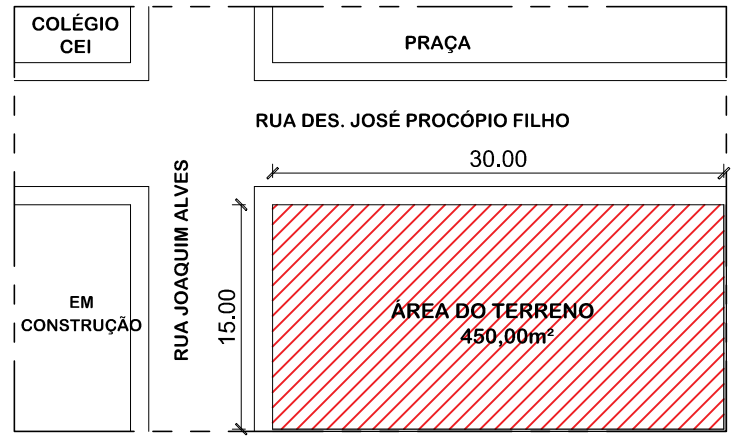 COLÉGIO
CEI
PRAÇA
RUA DES. JOSÉ PROCÓPIO FILHO
30.00
RUA JOAQUIM ALVES
15.00
EM
CONSTRUÇÃO
ÁREA DO TERRENO
450,00m²